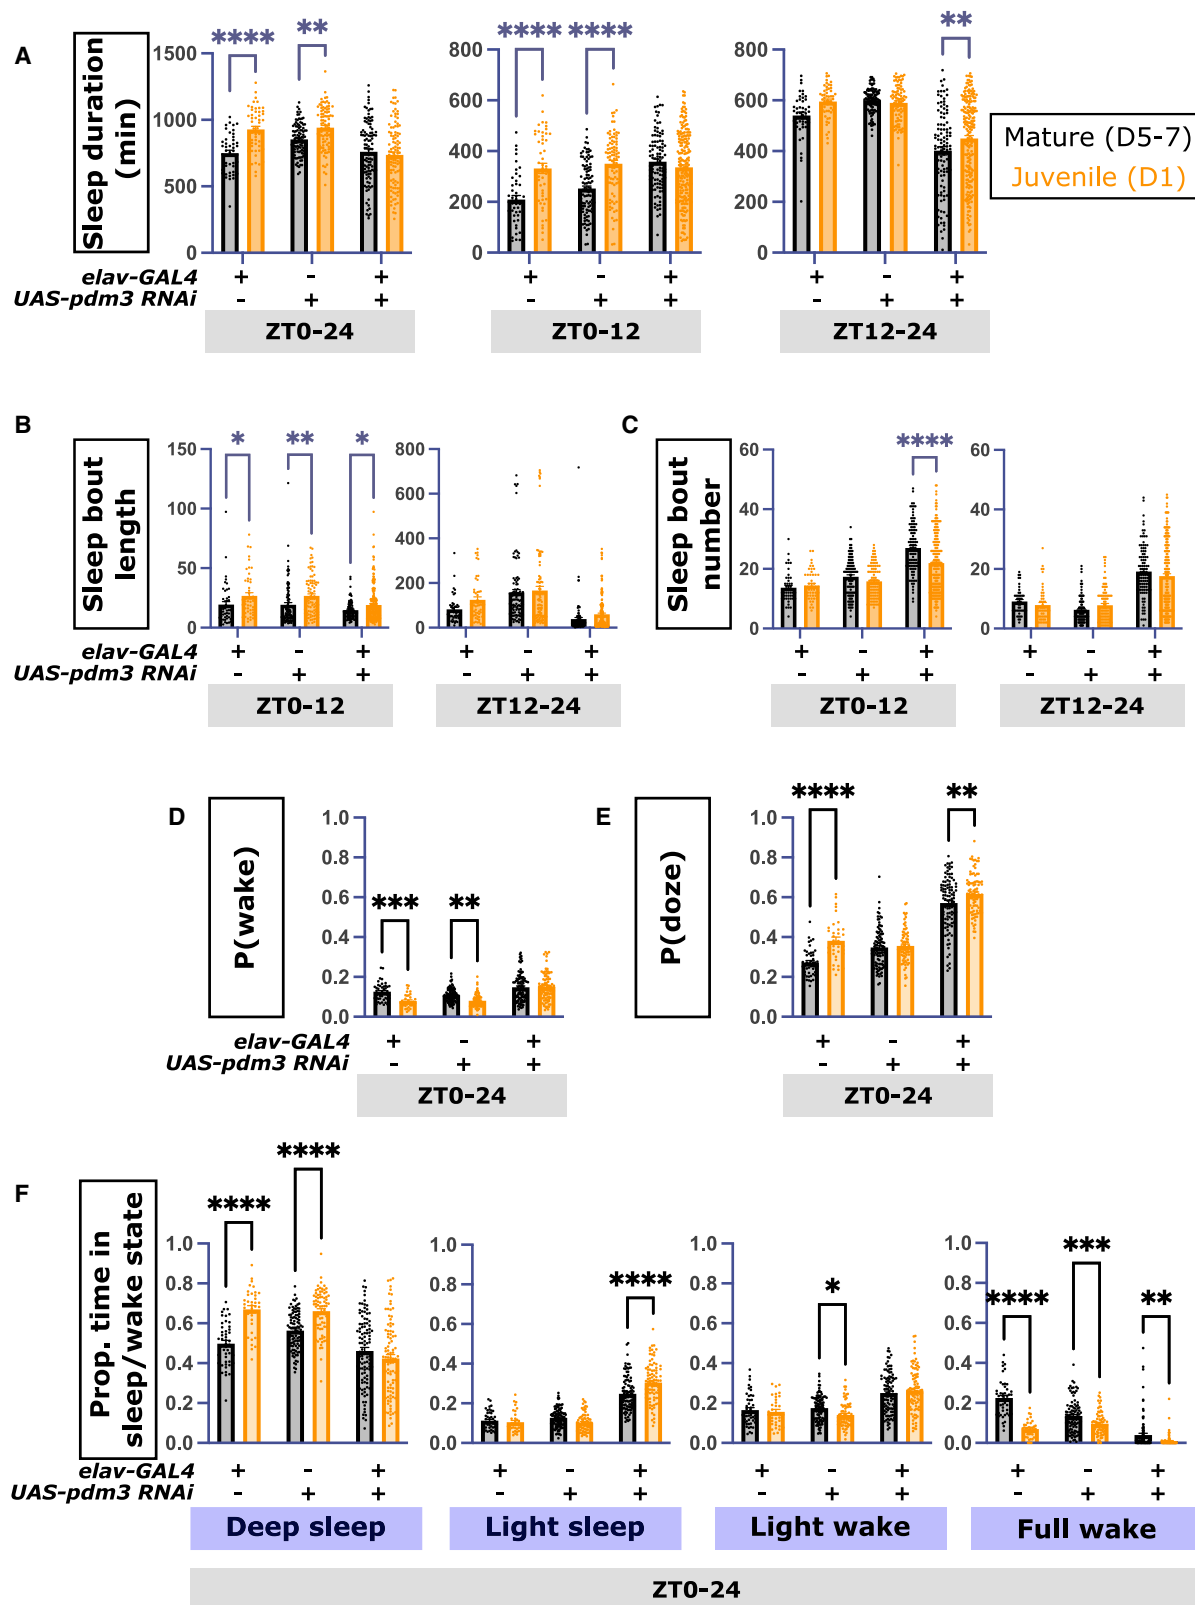 A
Sleep duration
(min)
**** ** **** **** **
1500 800 800
1000 600 600
500 400 400
200 200
0 0 0
Mature (D5-7)
Juvenile (D1)
elav-GAL4 + - + + - + + - +
UAS-pdm3 RNAi - + + - + + - + +
ZT0-24 ZT0-12 ZT12-24
B C
Sleep bout
length
Sleep bout
number
* ** * ****
150 800 60 60
100 600 40 40
50 400 20 20
200
0 0 0 0
elav-GAL4 + - + + - + + - + + - +
UAS-pdm3 RNAi - + + - + + - + + - + +
ZT0-12 ZT12-24 ZT0-12 ZT12-24
D E
P(wake) P(doze)
*** ** **** **
1.0 1.0
0.8 0.8
0.6 0.6
0.4 0.4
0.2 0.2
0.0 0.0
elav-GAL4 + - + + - +
UAS-pdm3 RNAi - + + - + +
ZT0-24 ZT0-24
F
Prop. time in
sleep/wake state
**** **** **** * **** *** **
1.0 1.0 1.0 1.0
0.8 0.8 0.8 0.8
0.6 0.6 0.6 0.6
0.4 0.4 0.4 0.4
0.2 0.2 0.2 0.2
0.0 0.0 0.0 0.0
elav-GAL4 + - + + - + + - + + - +
UAS-pdm3 RNAi - + + - + + - + + - + +
Deep sleep Light sleep Light wake Full wake
ZT0-24